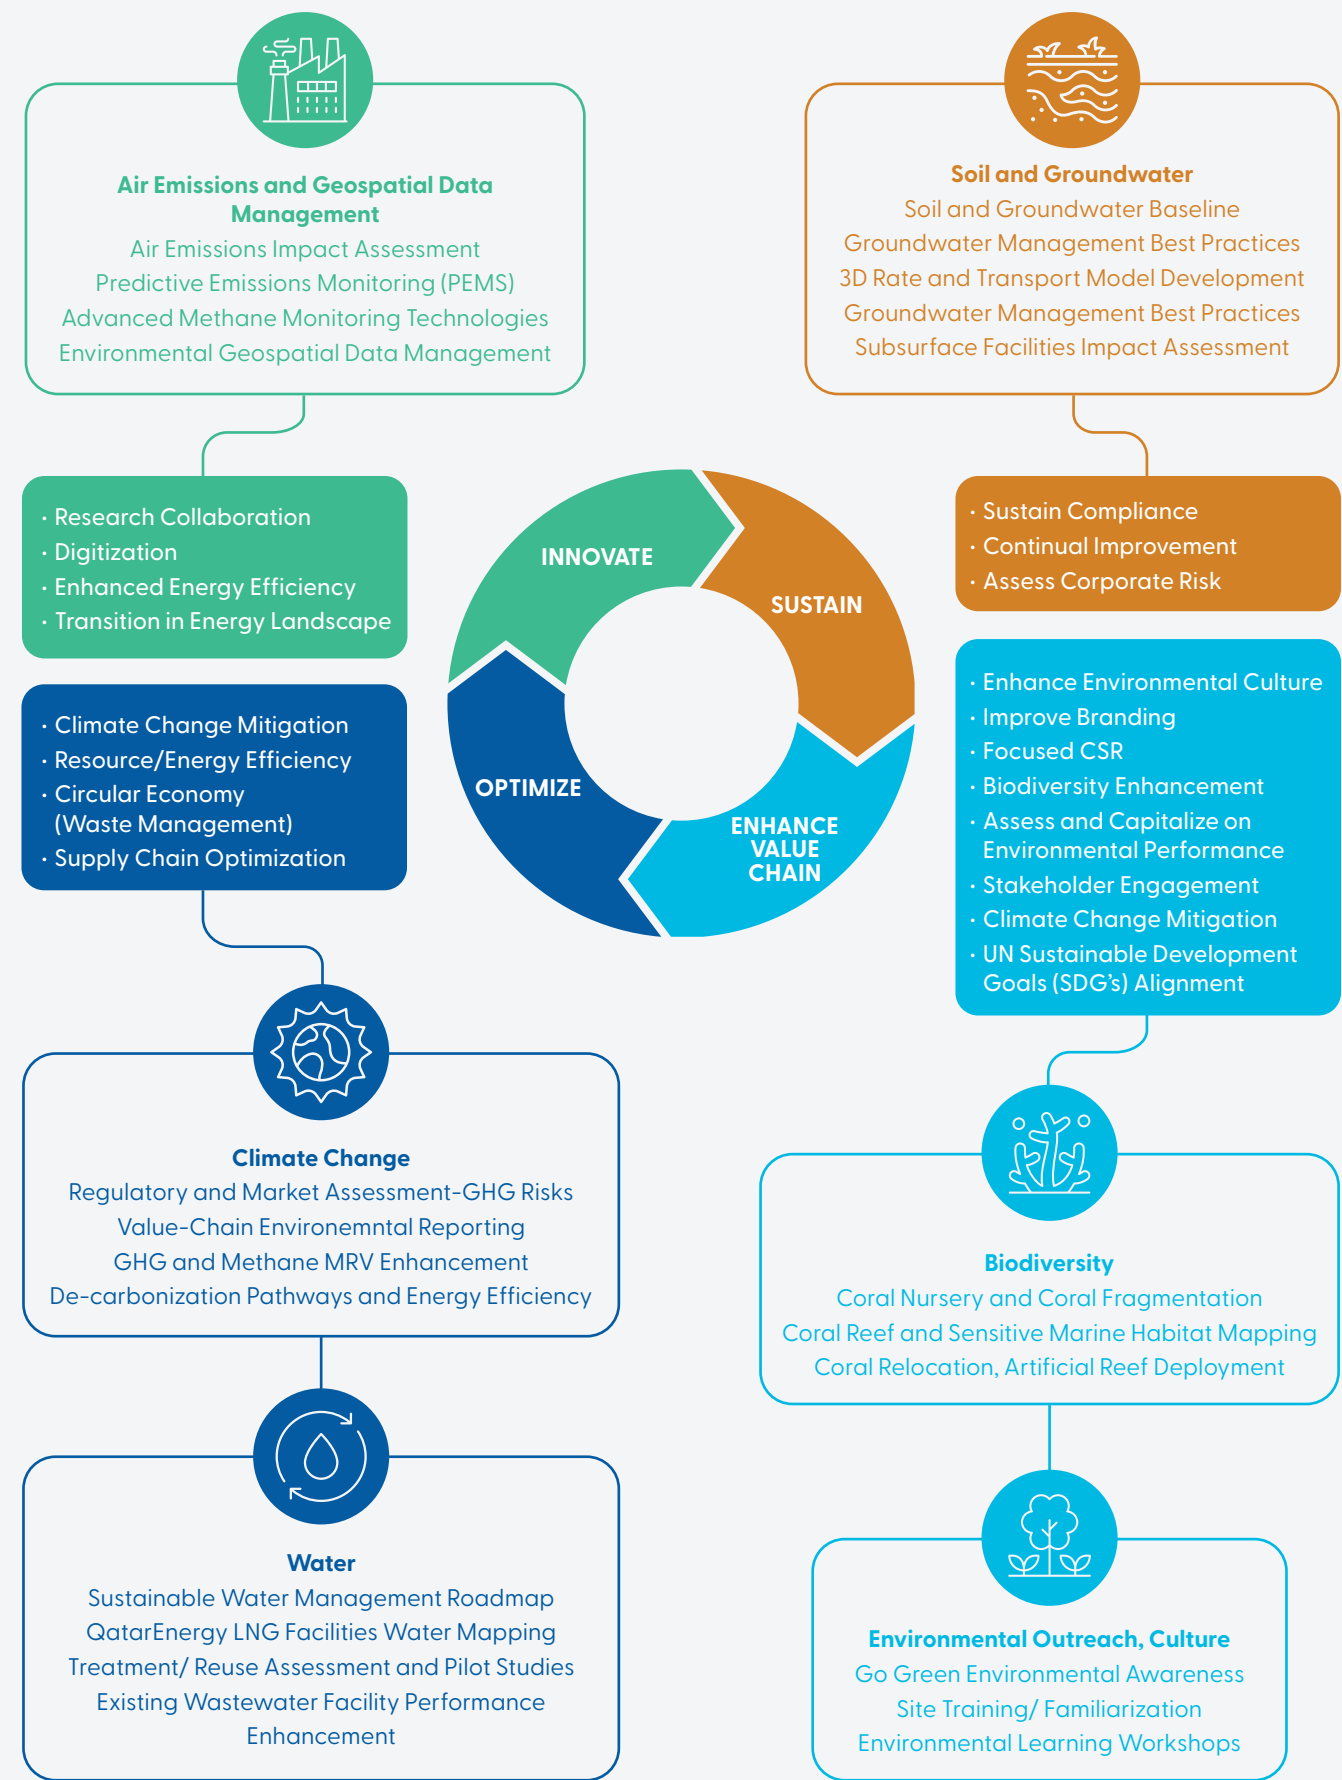 Air Emissions and Geospatial Data
Management
Air Emissions Impact Assessment
Predictive Emissions Monitoring (PEMS)
Advanced Methane Monitoring Technologies
Environmental Geospatial Data Management
Soil and Groundwater
Soil and Groundwater Baseline
Groundwater Management Best Practices
3D Rate and Transport Model Development
Groundwater Management Best Practices
Subsurface Facilities Impact Assessment
· Research Collaboration
· Digitization
· Enhanced Energy Efficiency
· Transition in Energy Landscape
INNOVATE
SUSTAIN
OPTIMIZE
ENHANCE
VALUE
CHAIN
· Sustain Compliance
· Continual Improvement
· Assess Corporate Risk
· Climate Change Mitigation
· Resource/Energy Efficiency
· Circular Economy
(Waste Management)
· Supply Chain Optimization
· Enhance Environmental Culture
· Improve Branding
· Focused CSR
· Biodiversity Enhancement
· Assess and Capitalize on
Environmental Performance
· Stakeholder Engagement
· Climate Change Mitigation
· UN Sustainable Development
Goals (SDG's) Alignment
Climate Change
Regulatory and Market Assessment-GHG Risks
Value-Chain Environemntal Reporting
GHG and Methane MRV Enhancement
De-carbonization Pathways and Energy Efficiency
Biodiversity
Coral Nursery and Coral Fragmentation
Coral Reef and Sensitive Marine Habitat Mapping
Coral Relocation, Artificial Reef Deployment
Water
Sustainable Water Management Roadmap
QatarEnergy LNG Facilities Water Mapping
Treatment/ Reuse Assessment and Pilot Studies
Existing Wastewater Facility Performance
Enhancement
Environmental Outreach, Culture
Go Green Environmental Awareness
Site Training/ Familiarization
Environmental Learning Workshops